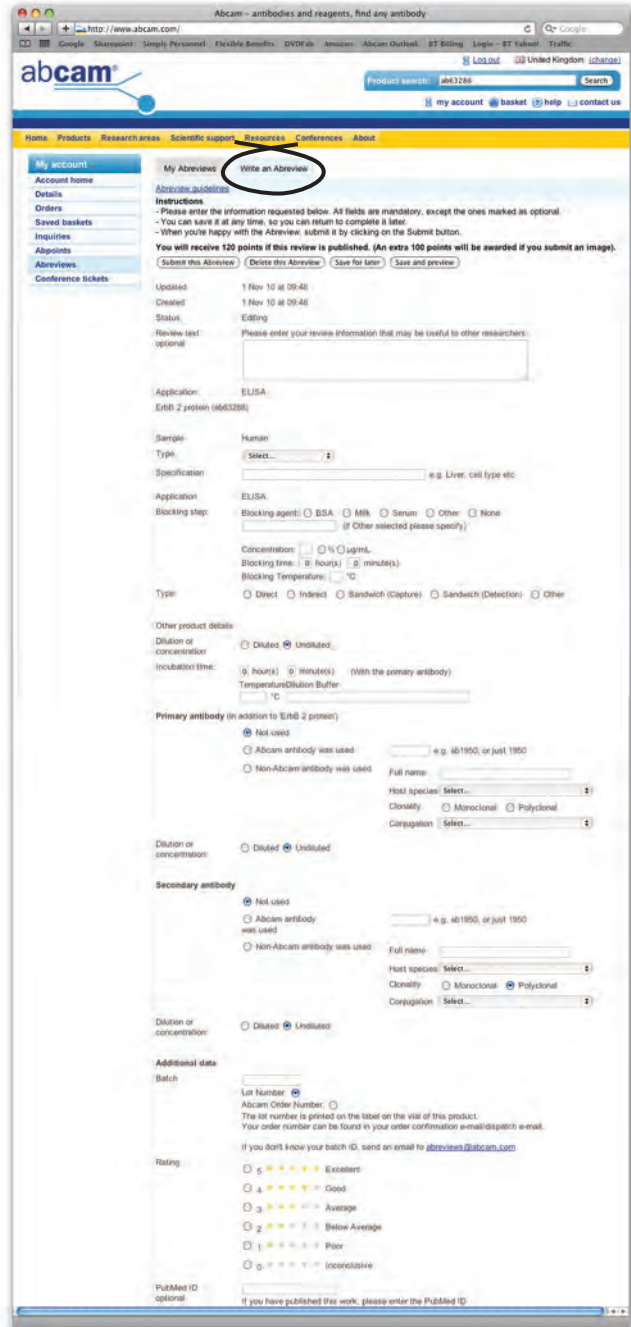 Abcam – antibodies and reagents, find any antibody
http://www.abcam.com/
Google
Google Sharepoint Simply Personnel Flexible Benefits DVDFab Amazon Abcam Outlook BT Billing Login – BT Yahoo! Traffic
Log out United Kingdom (change)
abcam
Product search: ab63286 Search
my account basket help contact us
Home Products Research areas Scientific support Resources Conferences About
My account
Account home
Details
Orders
Saved baskets
Inquiries
Abpoints
Abreviews
Conference tickets
My Abreviews Write an Abreview
Abreview guidelines
Instructions
- Please enter the information requested below. All fields are mandatory, except the ones marked as optional.
- You can save it at any time, so you can return to complete it later.
- When you're happy with the Abreview, submit it by clicking on the Submit button.
You will receive 120 points if this review is published. (An extra 100 points will be awarded if you submit an image).
Submit this Abreview Delete this Abreview Save for later Save and preview
Updated 1 Nov 10 at 09:48
Created 1 Nov 10 at 09:48
Status Editing
Review text Please enter your review information that may be useful to other researchers:
optional
Application: ELISA
ErbB 2 protein (ab63286)
Sample Human
Type Select...
Specification e.g. Liver, cell type etc
Application ELISA
Blocking step: Blocking agent: BSA Milk Serum Other None
(if Other selected please specify)
Concentration: % ug/mL
Blocking time: 0 hour(s) 0 minute(s)
Blocking Temperature: °C
Type: Direct Indirect Sandwich (Capture) Sandwich (Detection) Other
Other product details
Dilution or
concentration Diluted Undiluted
Incubation time: 0 hour(s) 0 minute(s) (With the primary antibody)
Temperature Dilution Buffer
°C
Primary antibody (in addition to 'ErbB 2 protein')
Not used
Abcam antibody was used e.g. ab1950, or just 1950
Non-Abcam antibody was used Full name
Host species Select...
Clonality Monoclonal Polyclonal
Conjugation Select...
Dilution or
concentration: Diluted Undiluted
Secondary antibody
Not used
Abcam antibody e.g. ab1950, or just 1950
was used
Non-Abcam antibody was used Full name
Host species Select...
Clonality Monoclonal Polyclonal
Conjugation Select...
Dilution or
concentration: Diluted Undiluted
Additional data
Batch
Lot Number
Abcam Order Number:
The lot number is printed on the label on the vial of this product.
Your order number can be found in your order confirmation e-mail/dispatch e-mail.
If you don't know your batch ID, send an email to abreviews@abcam.com
Rating
5 Excellent
4 Good
3 Average
2 Below Average
1 Poor
0 Inconclusive
PubMed ID
optional
If you have published this work, please enter the PubMed ID